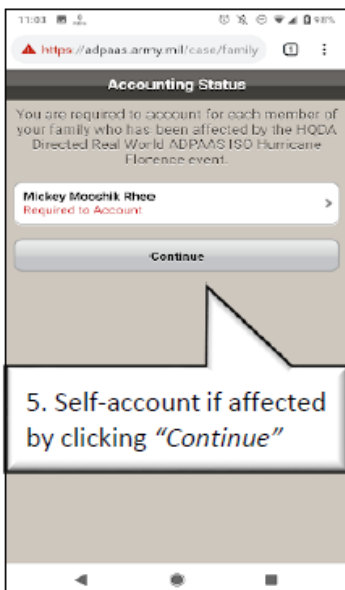 11:03
98%
https://adpaas.army.mil/case/family
1
Accounting Status
You are required to account for each member of
your family who has been affected by the HQDA
Directed Real World ADPAAS ISO Hurricane
Florence event.
Mickey Mooshik Rhee
Required to Account
Continue
5. Self-account if affected
by clicking "Continue"